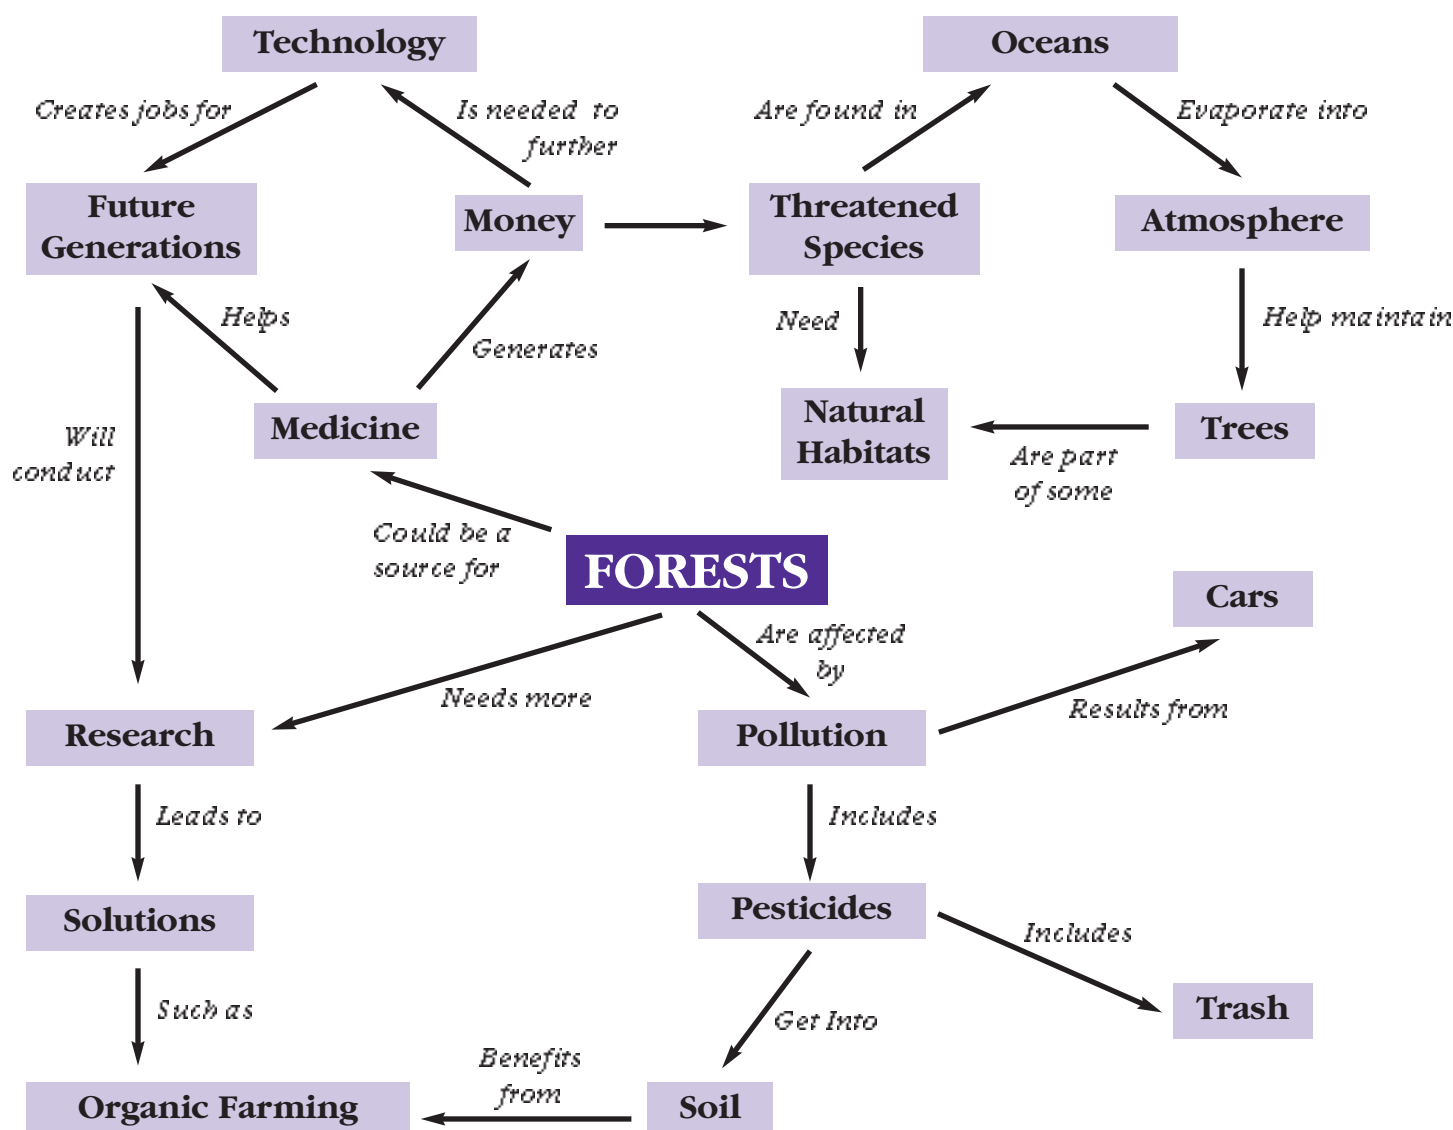 Technology
Oceans
Creates jobs for
Is needed to
further
Are found in
Evaporate into
Future
Generations
Money
Threatened
Species
Atmosphere
Helps
Generates
Need
Help maintain
Medicine
Natural
Habitats
Trees
Will
conduct
Are part
of some
Could be a
source for
FORESTS
Cars
Are affected
by
Needs more
Results from
Research
Pollution
Leads to
Includes
Solutions
Pesticides
Includes
Such as
Get Into
Trash
Benefits
from
Organic Farming
Soil